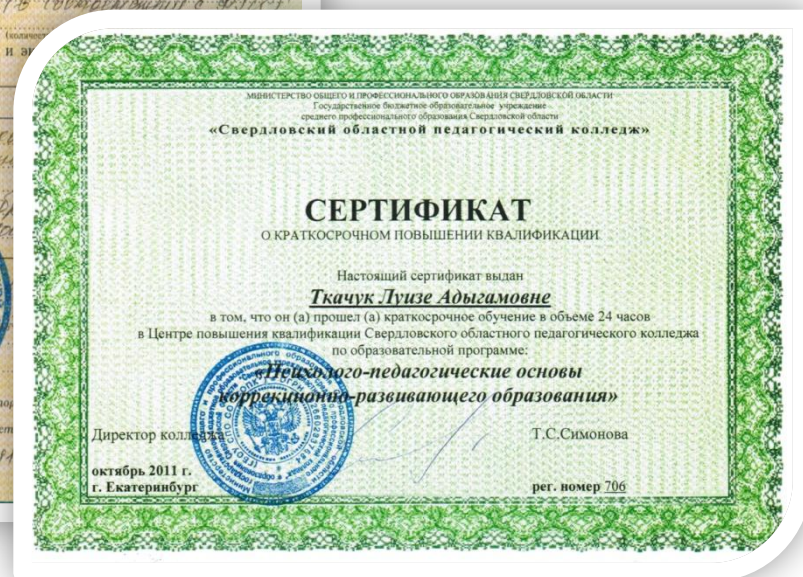 МИНИСТЕРСТВО ОБЩЕГО И ПРОФЕССИОНАЛЬНОГО ОБРАЗОВАНИЯ СВЕРДЛОВСКОЙ ОБЛАСТИ
Государственное бюджетное образовательное учреждение
среднего профессионального образования Свердловской области
«Свердловский областной педагогический колледж»
СЕРТИФИКАТ
О КРАТКОСРОЧНОМ ПОВЫШЕНИИ КВАЛИФИКАЦИИ
Настоящий сертификат выдан
Ткачук Луизе Адыгамовне
в том, что он (а) прошел (а) краткосрочное обучение в объеме 24 часов
в Центре повышения квалификации Свердловского областного педагогического колледжа
по образовательной программе:
«Психолого-педагогические основы
коррекционно-развивающего образования»
Директор колледжа Т.С.Симонова
октябрь 2011 г.
г. Екатеринбург рег. номер 706